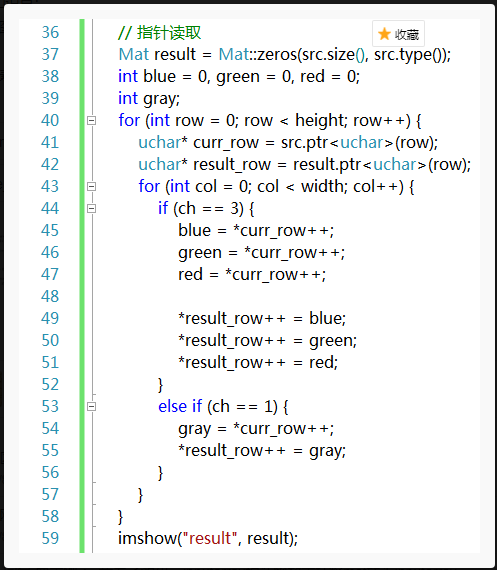 36 // 指针读取
收藏
37 Mat result = Mat::zeros(src.size(), src.type());
38 int blue = 0, green = 0, red = 0;
39 int gray;
40 for (int row = 0; row < height; row++) {
41 uchar* curr_row = src.ptr<uchar>(row);
42 uchar* result_row = result.ptr<uchar>(row);
43 for (int col = 0; col < width; col++) {
44 if (ch == 3) {
45 blue = *curr_row++;
46 green = *curr_row++;
47 red = *curr_row++;
48
49 *result_row++ = blue;
50 *result_row++ = green;
51 *result_row++ = red;
52 }
53 else if (ch == 1) {
54 gray = *curr_row++;
55 *result_row++ = gray;
56 }
57 }
58 }
59 imshow("result", result);